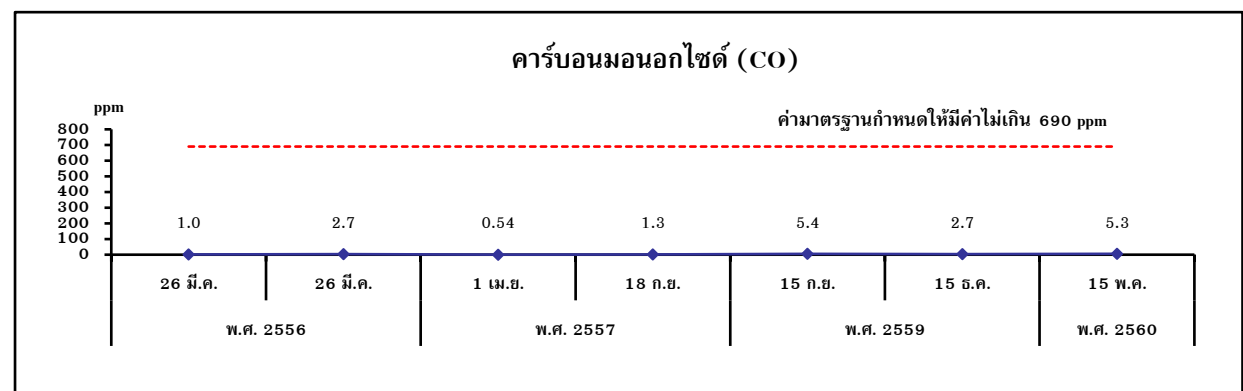 คาร์บอนมอนอกไซด์ (CO)
ppm
ค่ามาตรฐานกำหนดให้มีค่าไม่เกิน 690 ppm
800
700
600
500
400
300
200
100
0
1.0 2.7 0.54 1.3 5.4 2.7 5.3
26 มี.ค. 26 มี.ค. 1 เม.ย. 18 ก.ย. 15 ก.ย. 15 ธ.ค. 15 พ.ค.
พ.ศ. 2556 พ.ศ. 2557 พ.ศ. 2559 พ.ศ. 2560